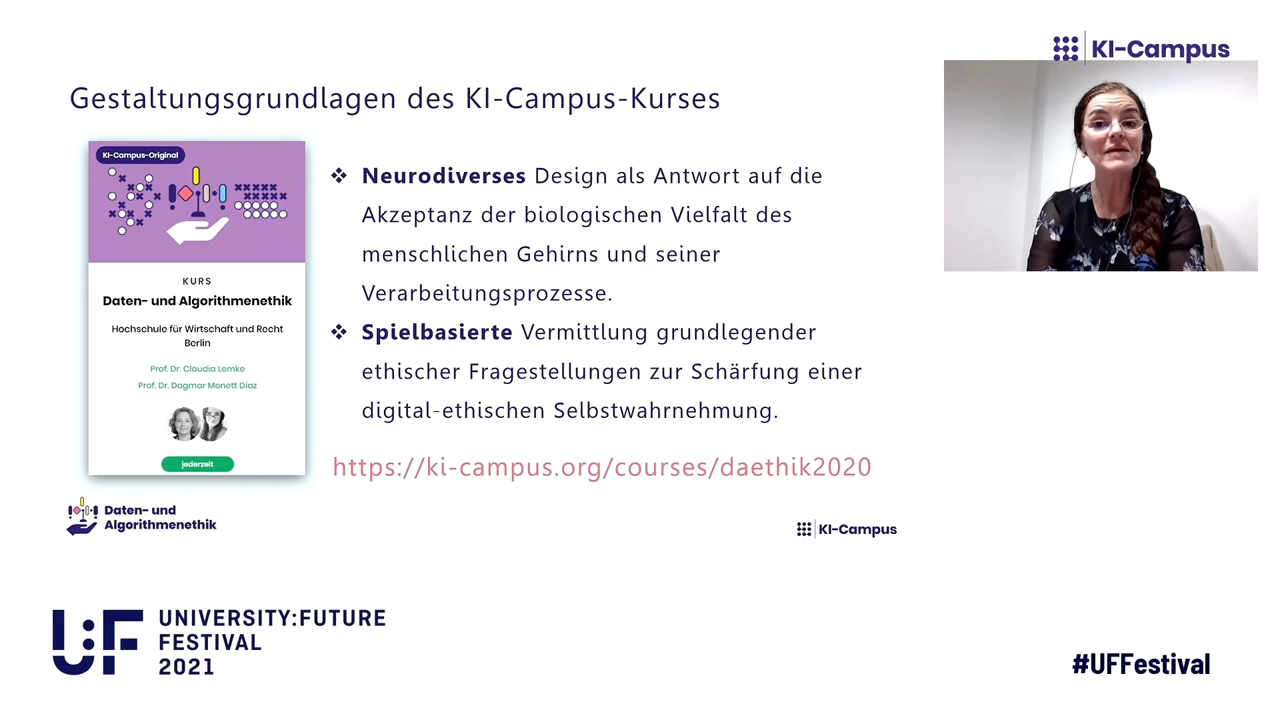 KI-Campus
Gestaltungsgrundlagen des KI-Campus-Kurses
KI-Campus-Original
KURS
Daten- und Algorithmenethik
Hochschule für Wirtschaft und Recht
Berlin
Prof. Dr. Claudia Lemke
Prof. Dr. Dagmar Monett Díaz
jederzeit
❖ Neurodiverses Design als Antwort auf die
Akzeptanz der biologischen Vielfalt des
menschlichen Gehirns und seiner
Verarbeitungsprozesse.
❖ Spielbasierte Vermittlung grundlegender
ethischer Fragestellungen zur Schärfung einer
digital-ethischen Selbstwahrnehmung.
https://ki-campus.org/courses/daethik2020
Daten- und
Algorithmenethik
KI-Campus
U:F
UNIVERSITY:FUTURE
FESTIVAL
2021
#UFFestival